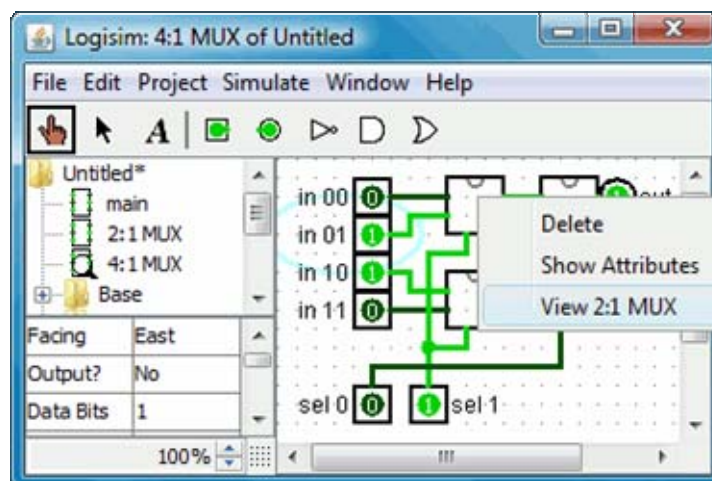 Logisim: 4:1 MUX of Untitled
File Edit Project Simulate Window Help
A
Untitled*
main
2:1 MUX
4:1 MUX
Base
Facing East
Output? No
Data Bits 1
100%
in 00 0
in 01 1
in 10 1
in 11 0
sel 0 0
1 sel 1
1 out
Delete
Show Attributes
View 2:1 MUX